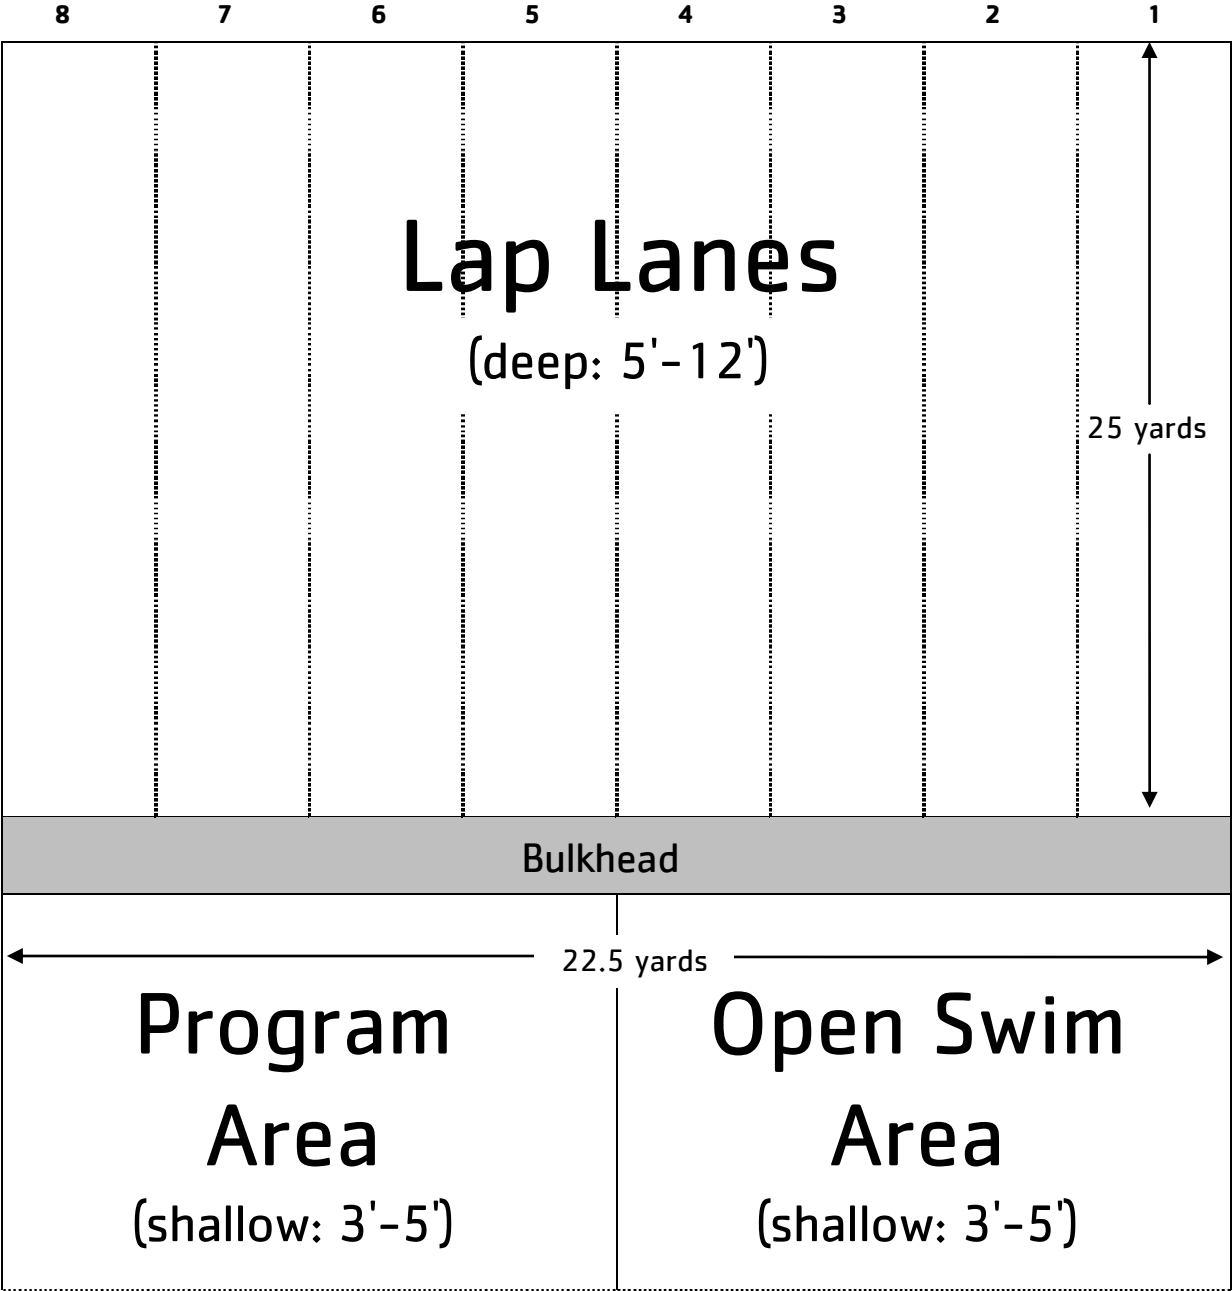 8 7 6 5 4 3 2 1
Lap Lanes
(deep: 5'-12')
25 yards
Bulkhead
22.5 yards
Program
Area
(shallow: 3'-5')
Open Swim
Area
(shallow: 3'-5')